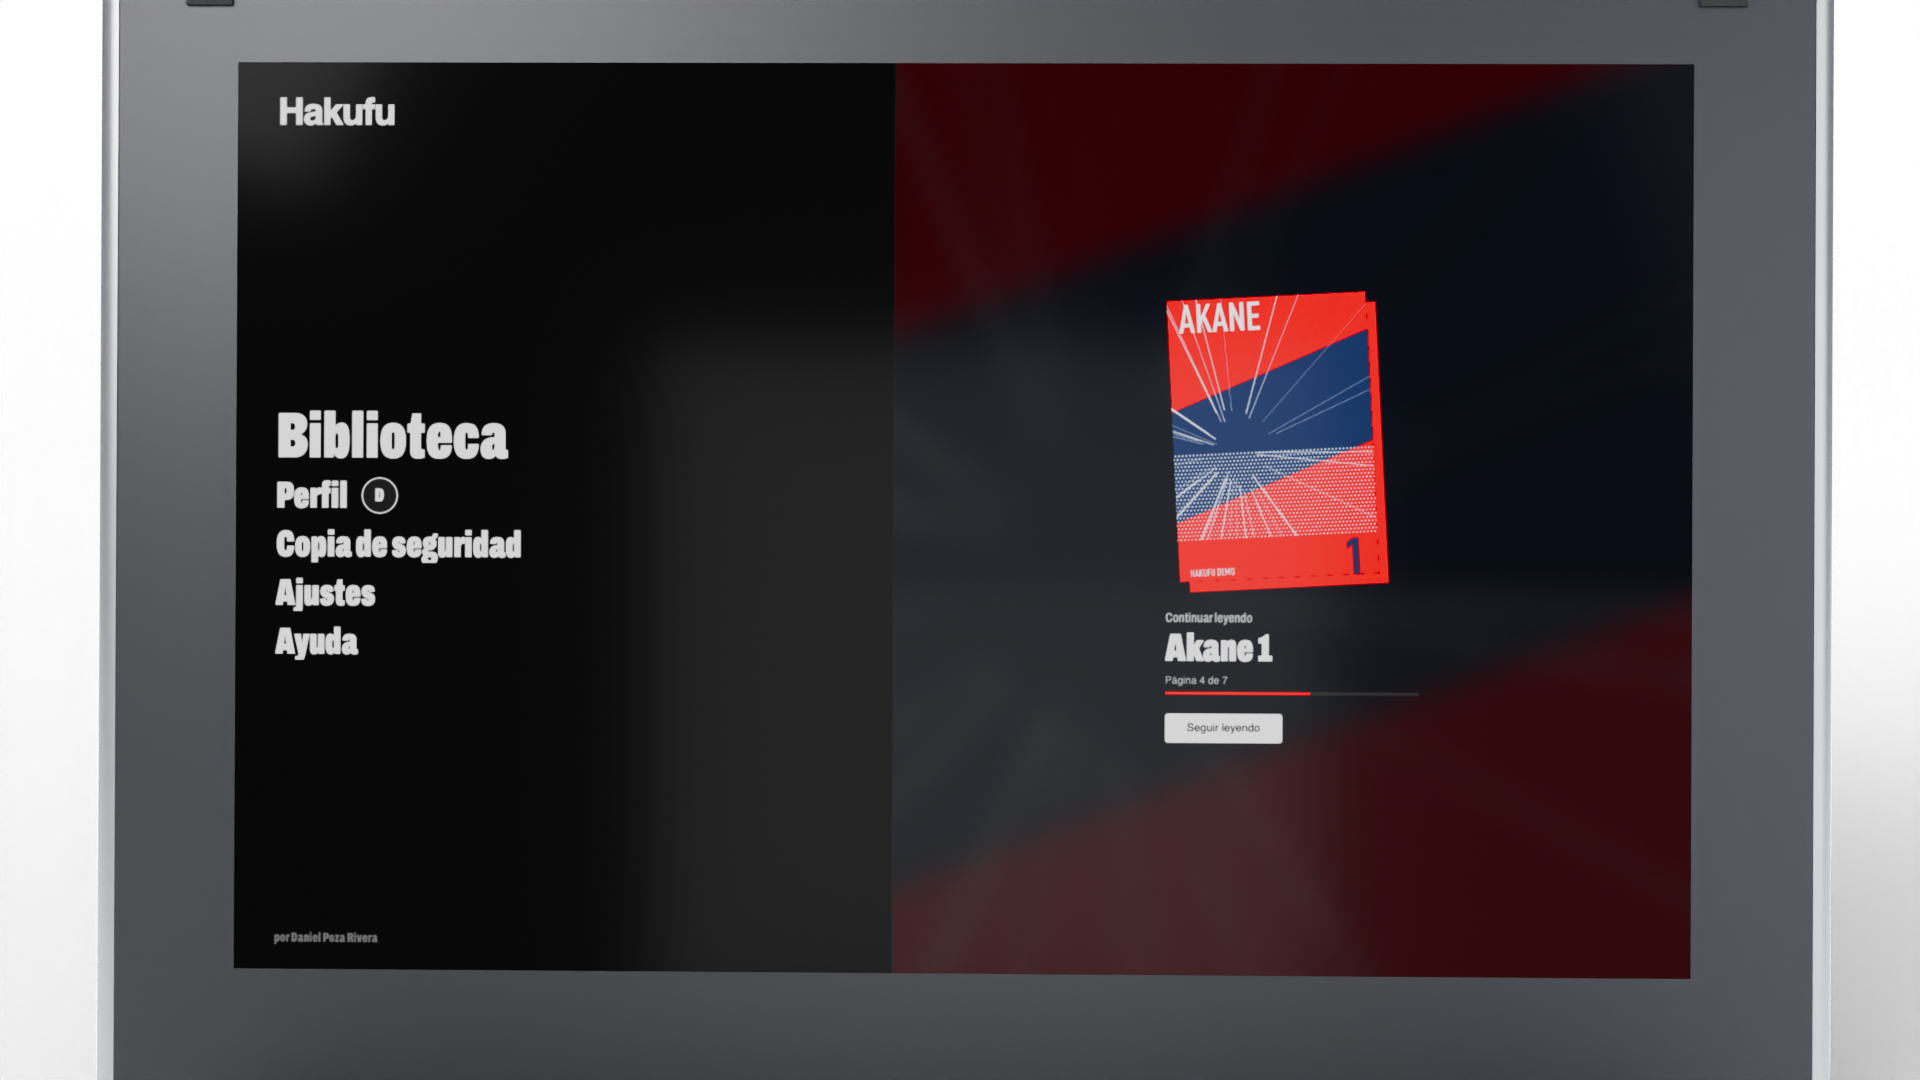 Hakufu
Biblioteca
Perfil D
Copia de seguridad
Ajustes
Ayuda
por Daniel Poza Rivera
AKANE
1
HAKUFU DEMO
Continuar leyendo
Akane 1
Página 4 de 7
Seguir leyendo